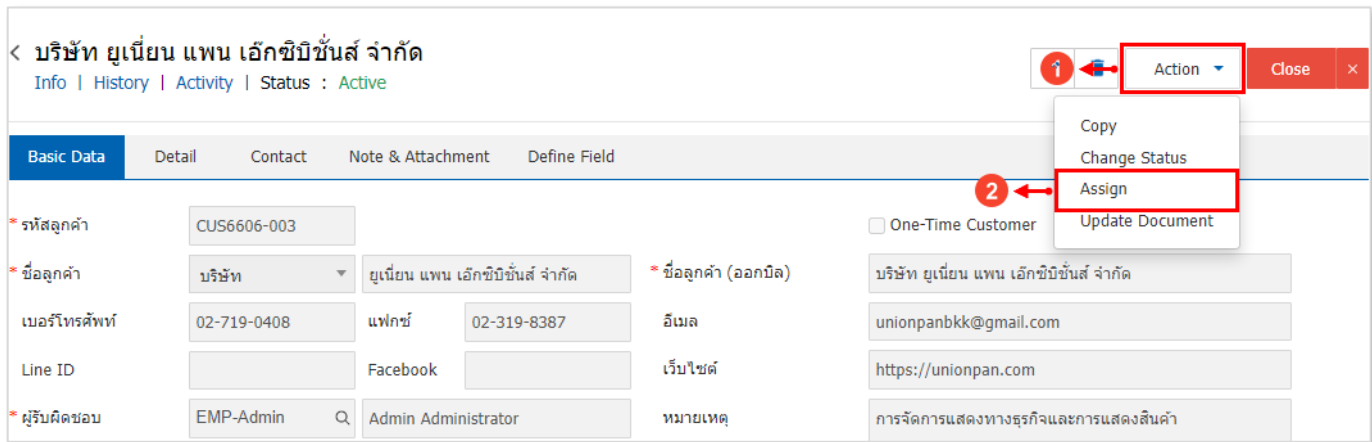 < บริษัท ยูเนี่ยน แพน เอ๊กซิบิชั่นส์ จำกัด
Info | History | Activity | Status : Active
1 Action Close ×
Copy
Change Status
2 Assign
Update Document
Basic Data Detail Contact Note & Attachment Define Field
* รหัสลูกค้า CUS6606-003 One-Time Customer
* ชื่อลูกค้า บริษัท ยูเนี่ยน แพน เอ๊กซิบิชั่นส์ จำกัด * ชื่อลูกค้า (ออกบิล) บริษัท ยูเนี่ยน แพน เอ๊กซิบิชั่นส์ จำกัด
เบอร์โทรศัพท์ 02-719-0408 แฟกซ์ 02-319-8387 อีเมล unionpanbkk@gmail.com
Line ID Facebook เว็บไซต์ https://unionpan.com
* ผู้รับผิดชอบ EMP-Admin Admin Administrator หมายเหตุ การจัดการแสดงทางธุรกิจและการแสดงสินค้า